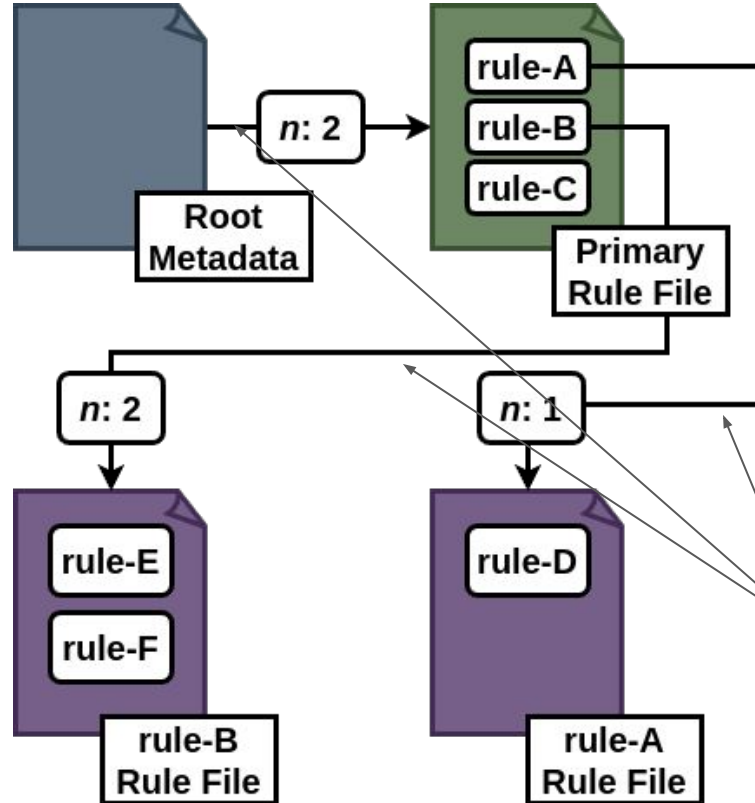 n: 2
rule-A
rule-B
rule-C
Root
Metadata
Primary
Rule File
n: 2
n: 1
rule-E
rule-F
rule-D
rule-B
Rule File
rule-A
Rule File